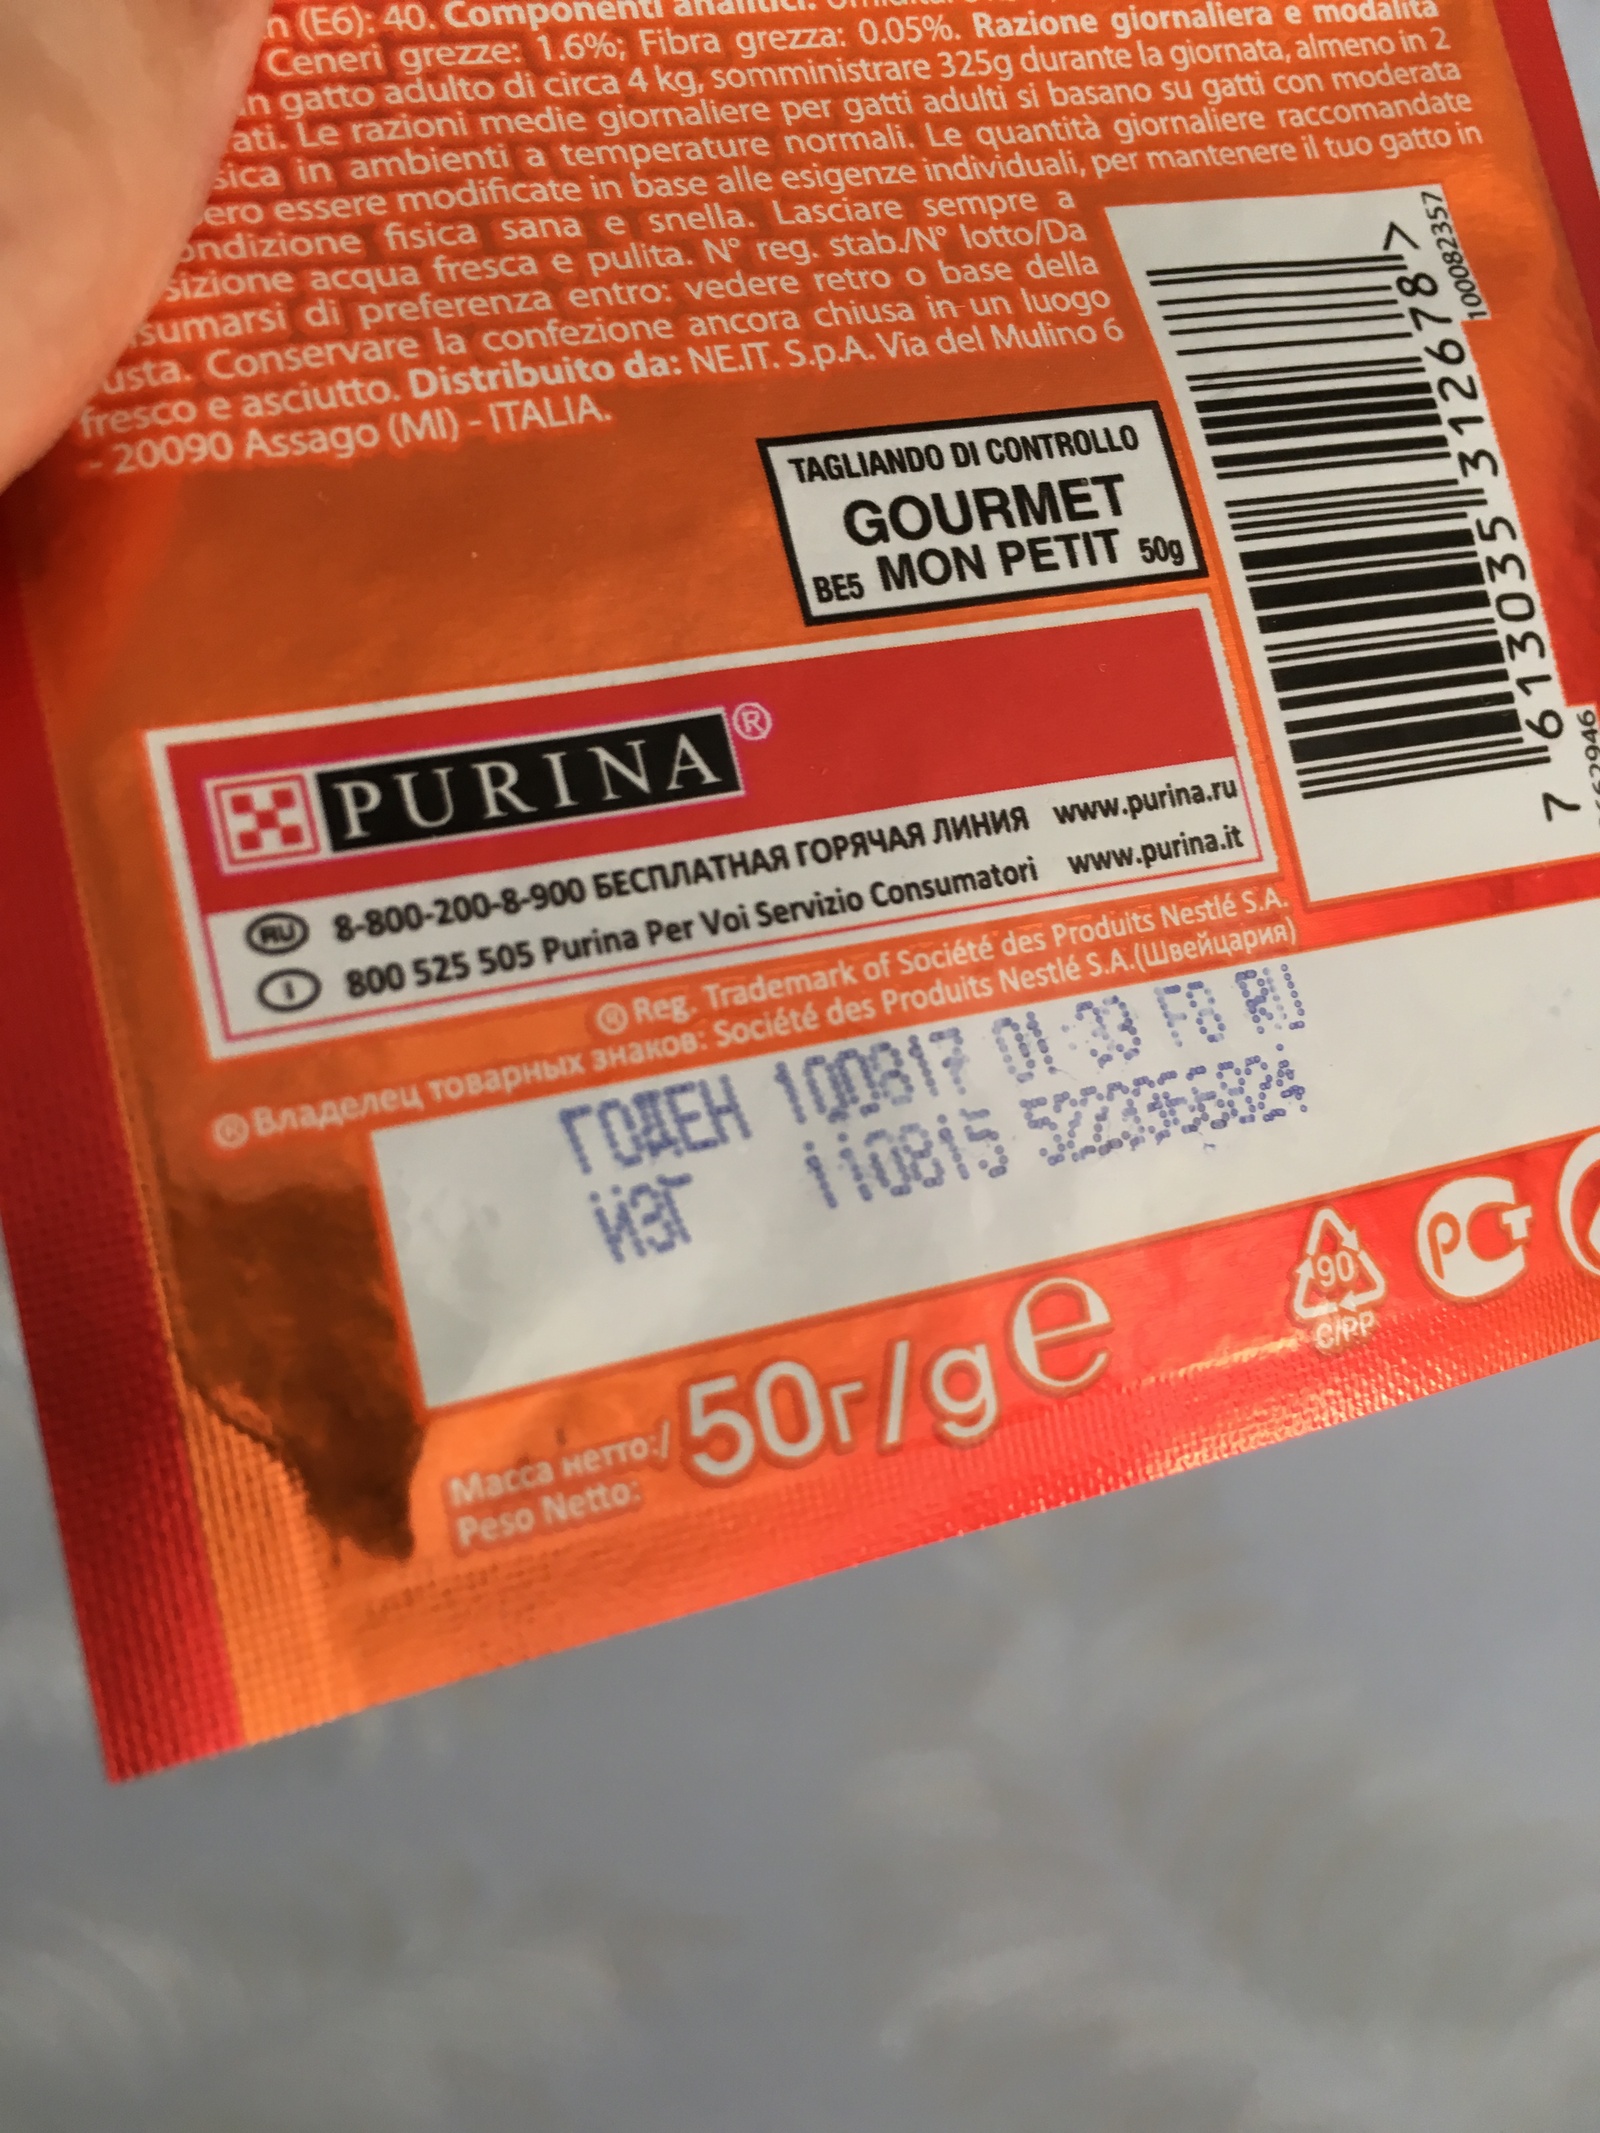 (E6): 40. Componenti analitici:
Ceneri grezze: 1.6%; Fibra grezza: 0.05%. Razione giornaliera e modalità
gatto adulto di circa 4 kg, somministrare 325g durante la giornata, almeno in 2
ati. Le razioni medie giornaliere per gatti adulti si basano su gatti con moderata
sica in ambienti a temperature normali. Le quantità giornaliere raccomandate
ero essere modificate in base alle esigenze individuali, per mantenere il tuo gatto in
ondizione fisica sana e snella. Lasciare sempre a
sizione acqua fresca e pulita. N° reg. stab./N° lotto/Da
sumarsi di preferenza entro: vedere retro o base della
usta. Conservare la confezione ancora chiusa in un luogo
fresco e asciutto. Distribuito da: NE.IT. S.p.A. Via del Mulino 6
- 20090 Assago (MI) - ITALIA.
TAGLIANDO DI CONTROLLO
GOURMET
BE5 MON PETIT 50g
7 613035 312678 >
100082357
PURINA®
RU 8-800-200-8-900 БЕСПЛАТНАЯ ГОРЯЧАЯ ЛИНИЯ www.purina.ru
I 800 525 505 Purina Per Voi Servizio Consumatori www.purina.it
® Reg. Trademark of Société des Produits Nestlé S.A.
® Владелец товарных знаков: Société des Produits Nestlé S.A.(Швейцария)
ГОДЕН 100817 01:33 F8 RU
ИЗГ 110815
Масса нетто:/
Peso Netto:
50г/g e
90
C/PP
РСТ